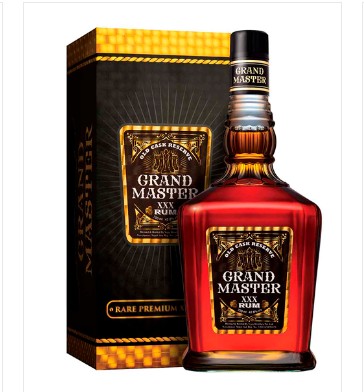 GRAND
MASTER
OLD CASK RESERVE
GRAND
MASTER
XXX
RUM
RARE PREMIUM
GRAND
MASTER
OLD CASK RESERVE
GRAND
MASTER
XXX
RUM